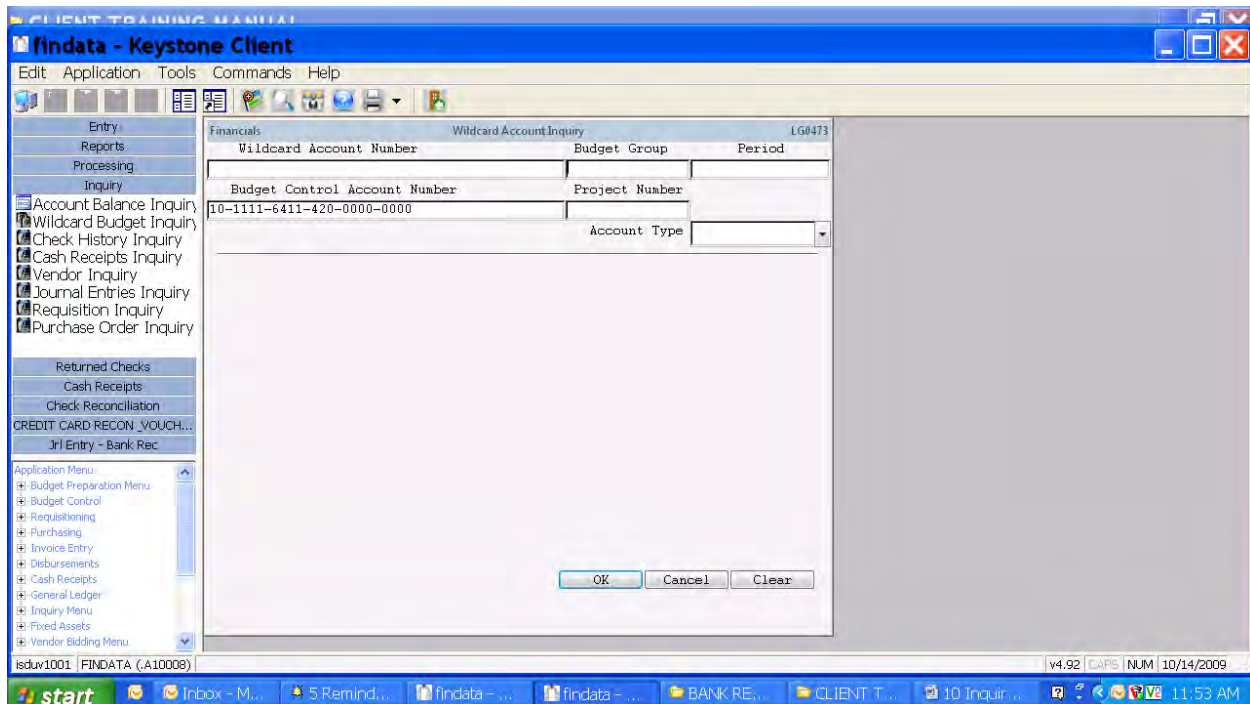 CLIENT TRAINING MANUAL
findata - Keystone Client
Edit Application Tools Commands Help
Entry
Reports
Processing
Inquiry
Account Balance Inquiry
Wildcard Budget Inquiry
Check History Inquiry
Cash Receipts Inquiry
Vendor Inquiry
Journal Entries Inquiry
Requisition Inquiry
Purchase Order Inquiry
Returned Checks
Cash Receipts
Check Reconciliation
CREDIT CARD RECON_VOUCH...
Jrl Entry - Bank Rec
Application Menu
Budget Preparation Menu
Budget Control
Requisitioning
Purchasing
Invoice Entry
Disbursements
Cash Receipts
General Ledger
Inquiry Menu
Fixed Assets
Vendor Bidding Menu
Financials Wildcard Account Inquiry LG0473
Wildcard Account Number Budget Group Period
Budget Control Account Number Project Number
10-1111-6411-420-0000-0000
Account Type
OK Cancel Clear
isduv1001 FINDATA (.A10008) v4.92 CAPS NUM 10/14/2009
start Inbox - M... 5 Remind... findata - ... findata - ... BANK RE... CLIENT T... 10 Inquir... 11:53 AM